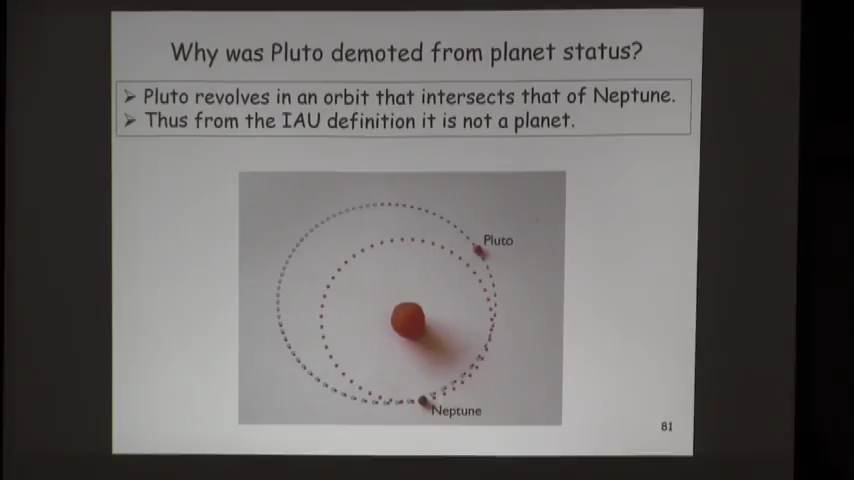 Why was Pluto demoted from planet status?
➢ Pluto revolves in an orbit that intersects that of Neptune.
➢ Thus from the IAU definition it is not a planet.
Pluto
Neptune
81